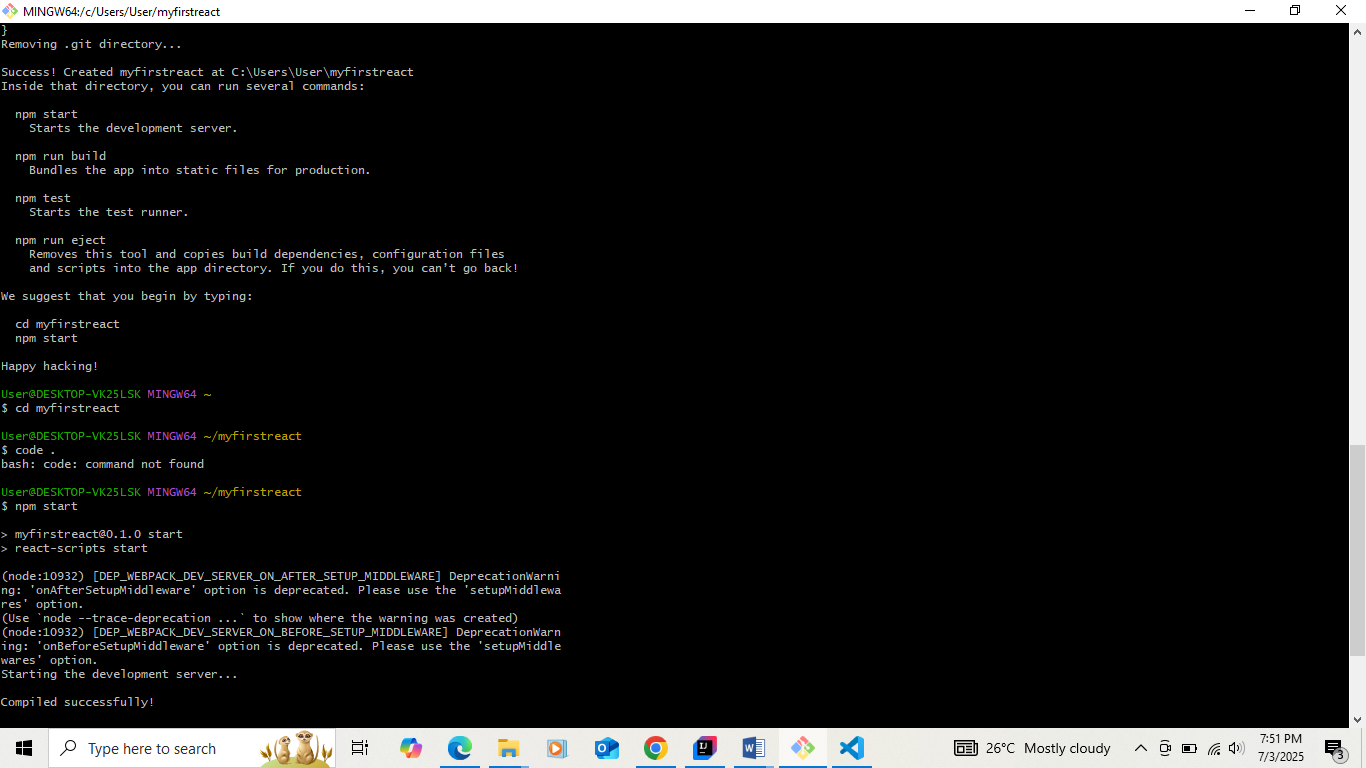 MINGW64:/c/Users/User/myfirstreact
}
Removing .git directory...
Success! Created myfirstreact at C:\Users\User\myfirstreact
Inside that directory, you can run several commands:
npm start
Starts the development server.
npm run build
Bundles the app into static files for production.
npm test
Starts the test runner.
npm run eject
Removes this tool and copies build dependencies, configuration files
and scripts into the app directory. If you do this, you can't go back!
We suggest that you begin by typing:
cd myfirstreact
npm start
Happy hacking!
User@DESKTOP-VK25LSK MINGW64 ~
$ cd myfirstreact
User@DESKTOP-VK25LSK MINGW64 ~/myfirstreact
$ code .
bash: code: command not found
User@DESKTOP-VK25LSK MINGW64 ~/myfirstreact
$ npm start
> myfirstreact@0.1.0 start
> react-scripts start
(node:10932) [DEP_WEBPACK_DEV_SERVER_ON_AFTER_SETUP_MIDDLEWARE] DeprecationWarni
ng: 'onAfterSetupMiddleware' option is deprecated. Please use the 'setupMiddlewa
res' option.
(Use `node --trace-deprecation ...` to show where the warning was created)
(node:10932) [DEP_WEBPACK_DEV_SERVER_ON_BEFORE_SETUP_MIDDLEWARE] DeprecationWarn
ing: 'onBeforeSetupMiddleware' option is deprecated. Please use the 'setupMiddle
wares' option.
Starting the development server...
Compiled successfully!
Type here to search
26°C Mostly cloudy
7:51 PM
7/3/2025
3